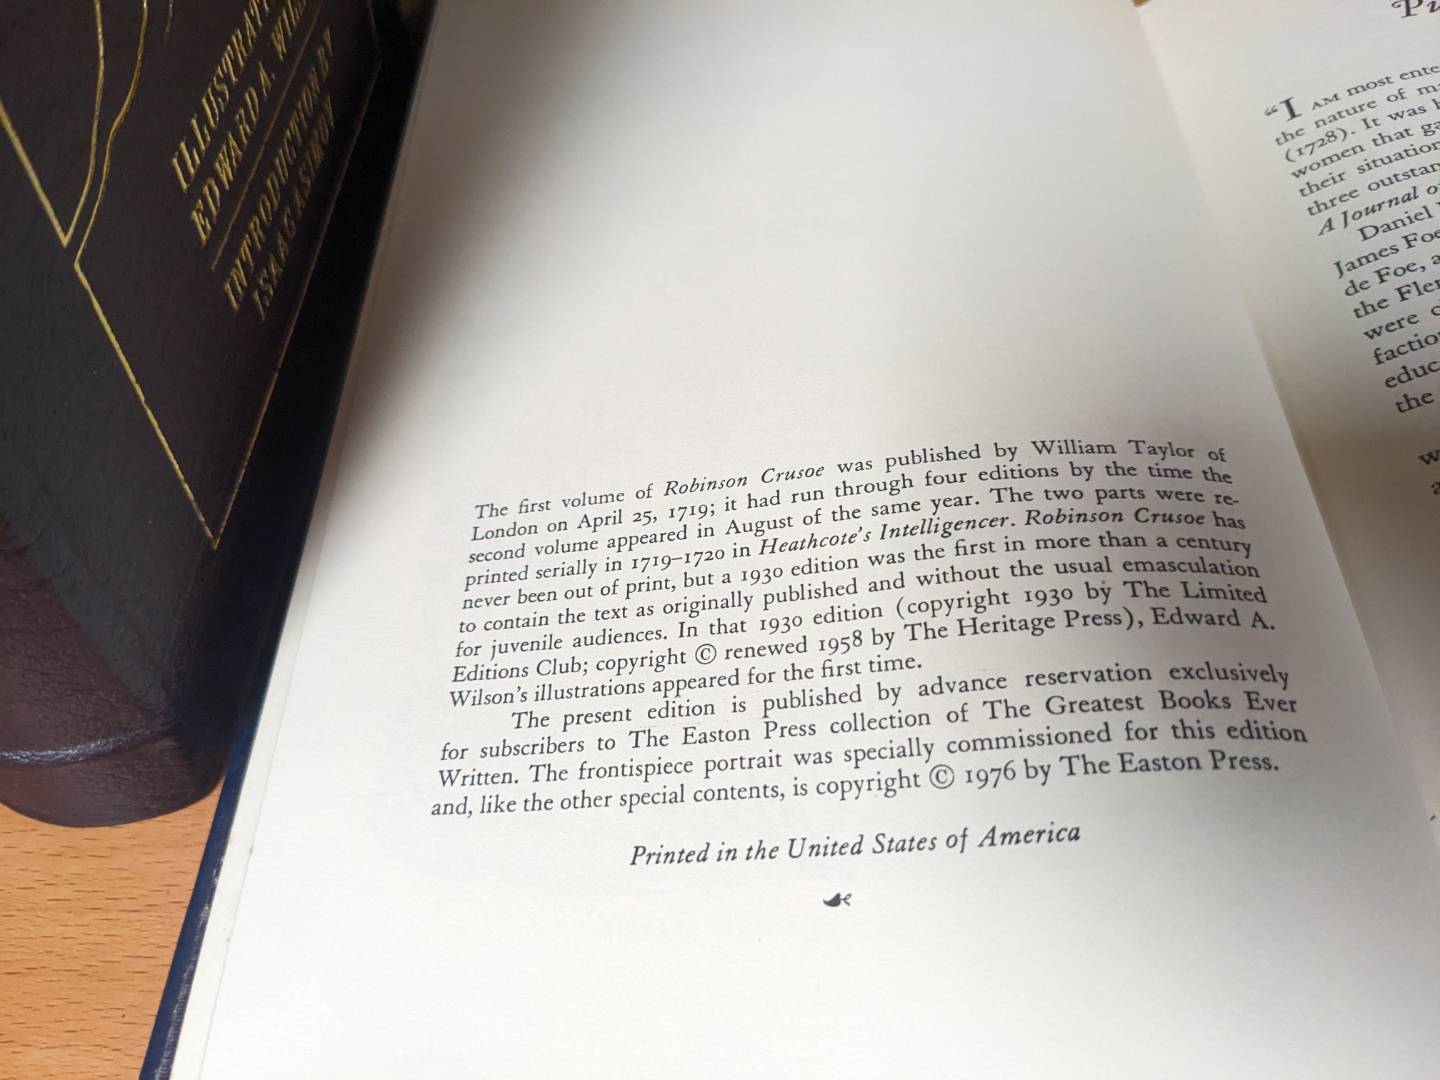 ILLUSTRAT
EDWARD A. WIL
INTRODUCTION BY
ISAAC ASIMOV
The first volume of Robinson Crusoe was published by William Taylor of
London on April 25, 1719; it had run through four editions by the time the
second volume appeared in August of the same year. The two parts were re-
printed serially in 1719–1720 in Heathcote's Intelligencer. Robinson Crusoe has
never been out of print, but a 1930 edition was the first in more than a century
to contain the text as originally published and without the usual emasculation
for juvenile audiences. In that 1930 edition (copyright 1930 by The Limited
Editions Club; copyright © renewed 1958 by The Heritage Press), Edward A.
Wilson's illustrations appeared for the first time.
The present edition is published by advance reservation exclusively
for subscribers to The Easton Press collection of The Greatest Books Ever
Written. The frontispiece portrait was specially commissioned for this edition
and, like the other special contents, is copyright © 1976 by The Easton Press.
Printed in the United States of America
"I AM most ente
the nature of m
(1728). It was
women that ga
their situation
three outstan
A Journal o
Daniel
James Foe
de Foe, a
the Fle
were
factio
educ
the